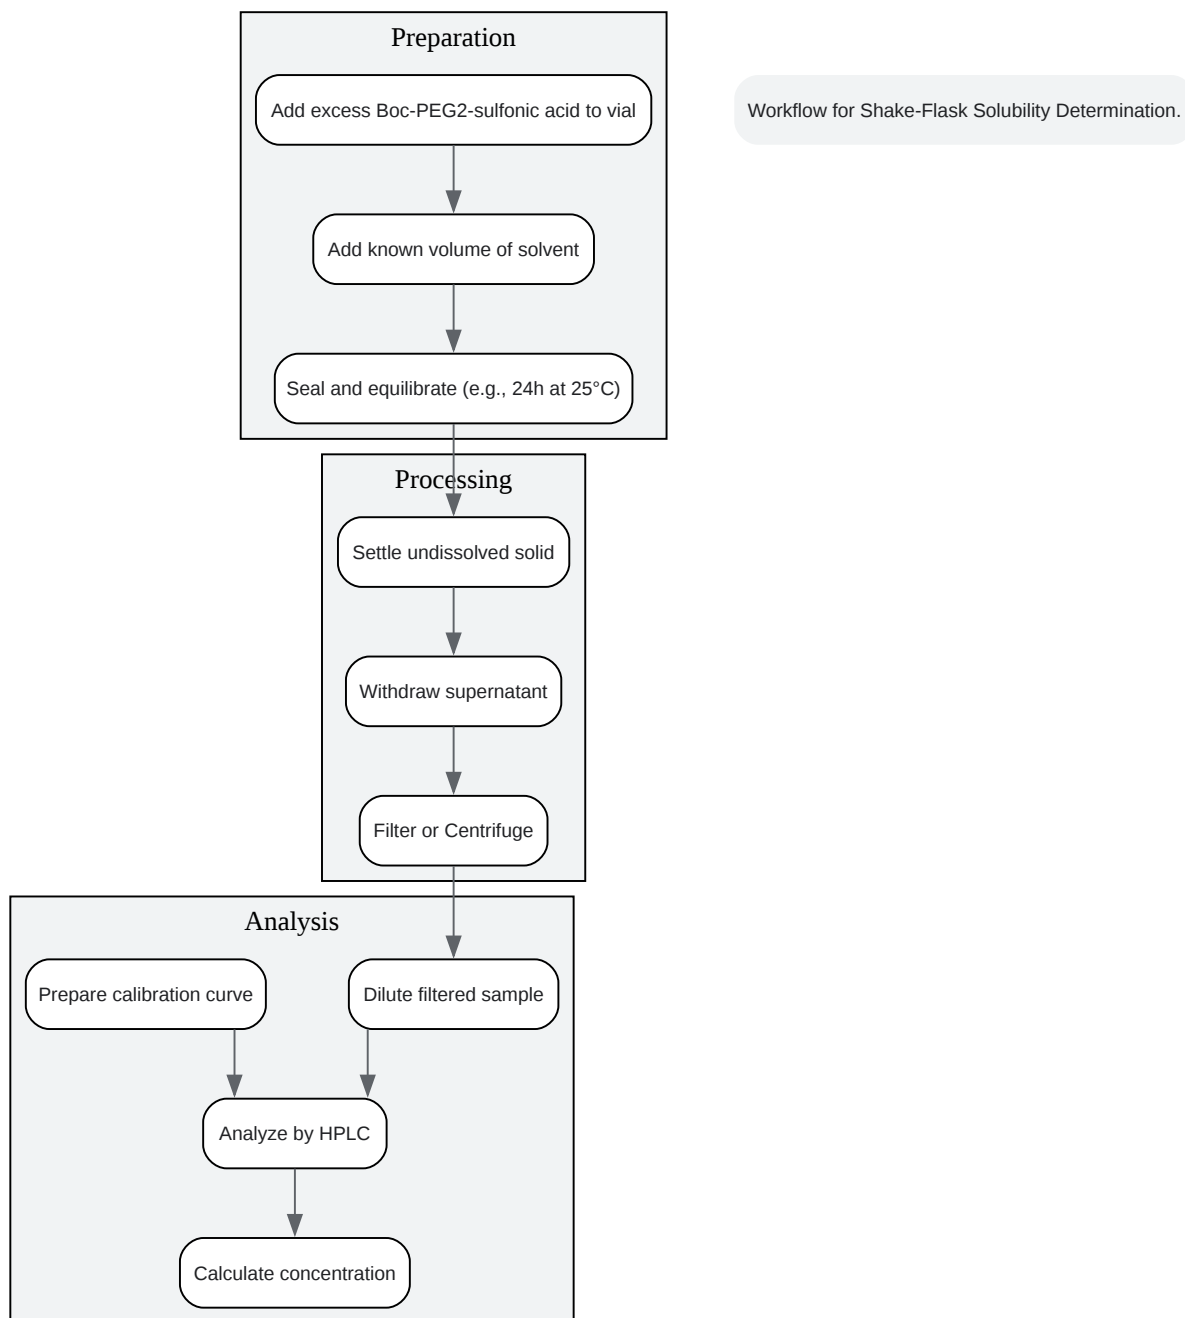 Preparation
Add excess Boc-PEG2-sulfonic acid to vial
Workflow for Shake-Flask Solubility Determination.
Add known volume of solvent
Seal and equilibrate (e.g., 24h at 25°C)
Processing
Settle undissolved solid
Withdraw supernatant
Filter or Centrifuge
Analysis
Prepare calibration curve
Dilute filtered sample
Analyze by HPLC
Calculate concentration